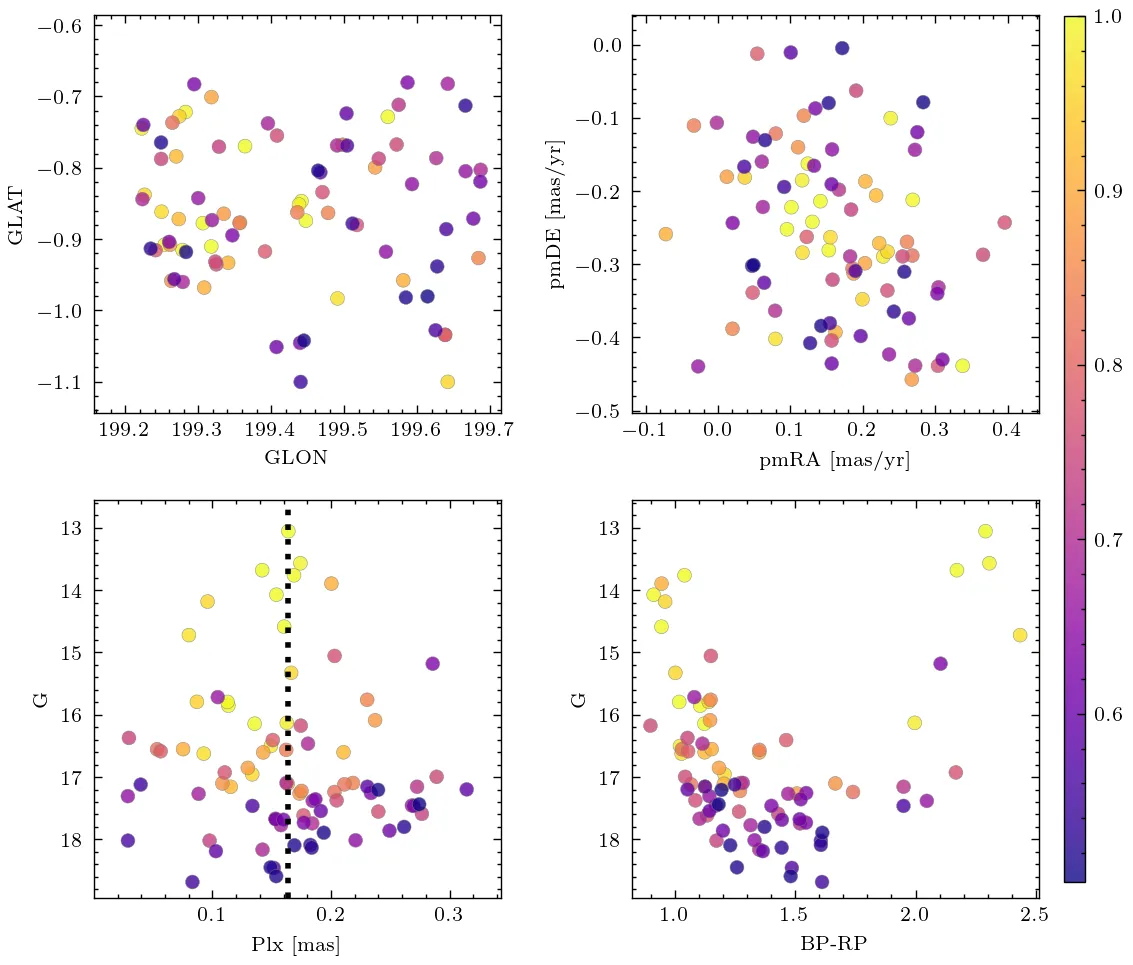 −0.6
−0.7
−0.8
−0.9
−1.0
−1.1
GLAT
199.2 199.3 199.4 199.5 199.6 199.7
GLON
0.0
−0.1
−0.2
−0.3
−0.4
−0.5
pmDE [mas/yr]
−0.1 0.0 0.1 0.2 0.3 0.4
pmRA [mas/yr]
1.0
0.9
0.8
0.7
0.6
13
14
15
16
17
18
G
0.1 0.2 0.3
Plx [mas]
13
14
15
16
17
18
G
1.0 1.5 2.0 2.5
BP-RP